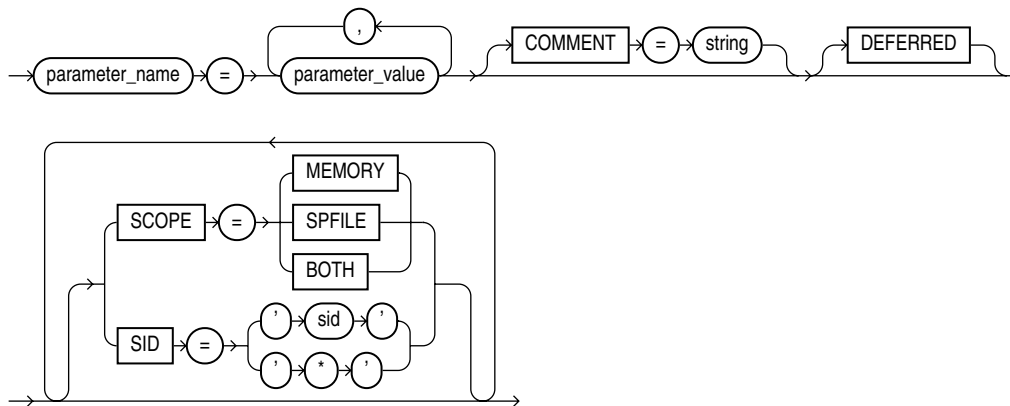 ,
parameter_name = parameter_value COMMENT = string DEFERRED
MEMORY
SCOPE = SPFILE
BOTH
SID = ’ sid ’
’ * ’